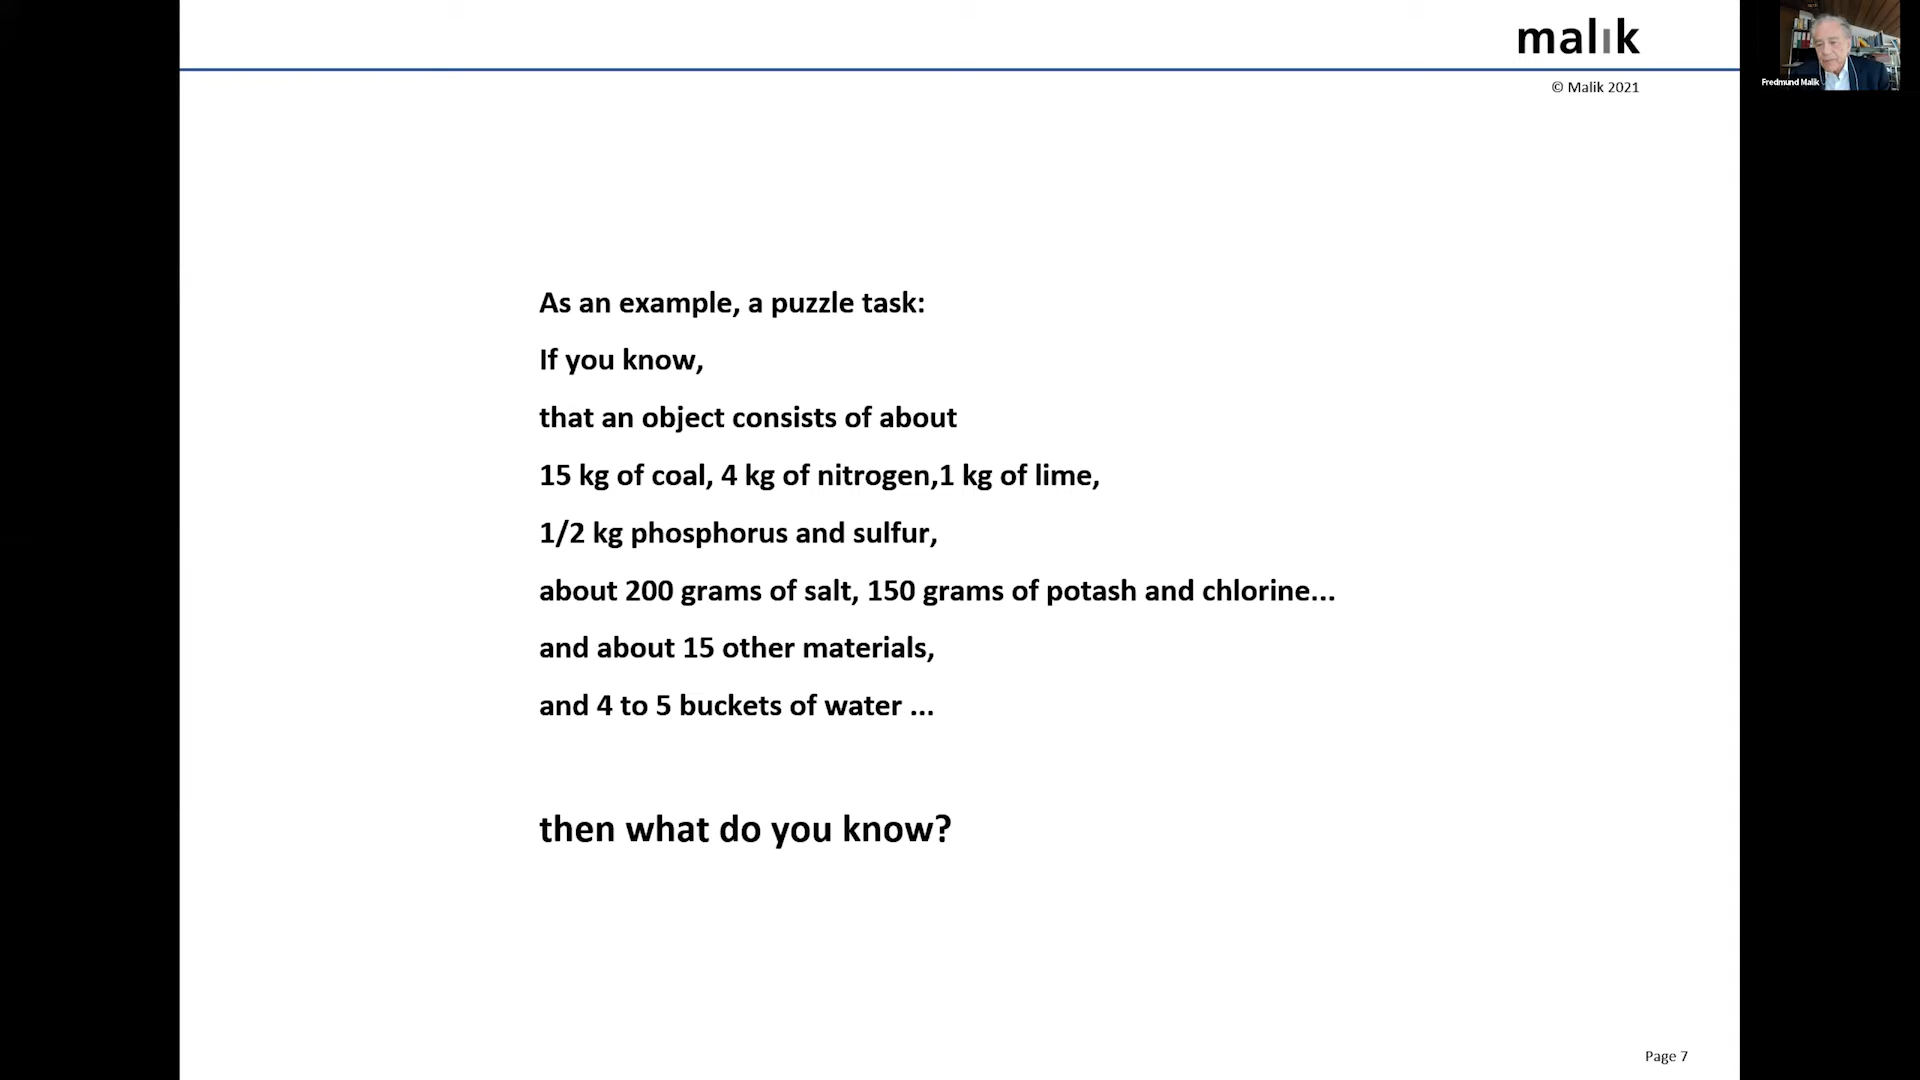 malık
© Malik 2021
Fredmund Malik
As an example, a puzzle task:
If you know,
that an object consists of about
15 kg of coal, 4 kg of nitrogen,1 kg of lime,
1/2 kg phosphorus and sulfur,
about 200 grams of salt, 150 grams of potash and chlorine...
and about 15 other materials,
and 4 to 5 buckets of water ...
then what do you know?
Page 7